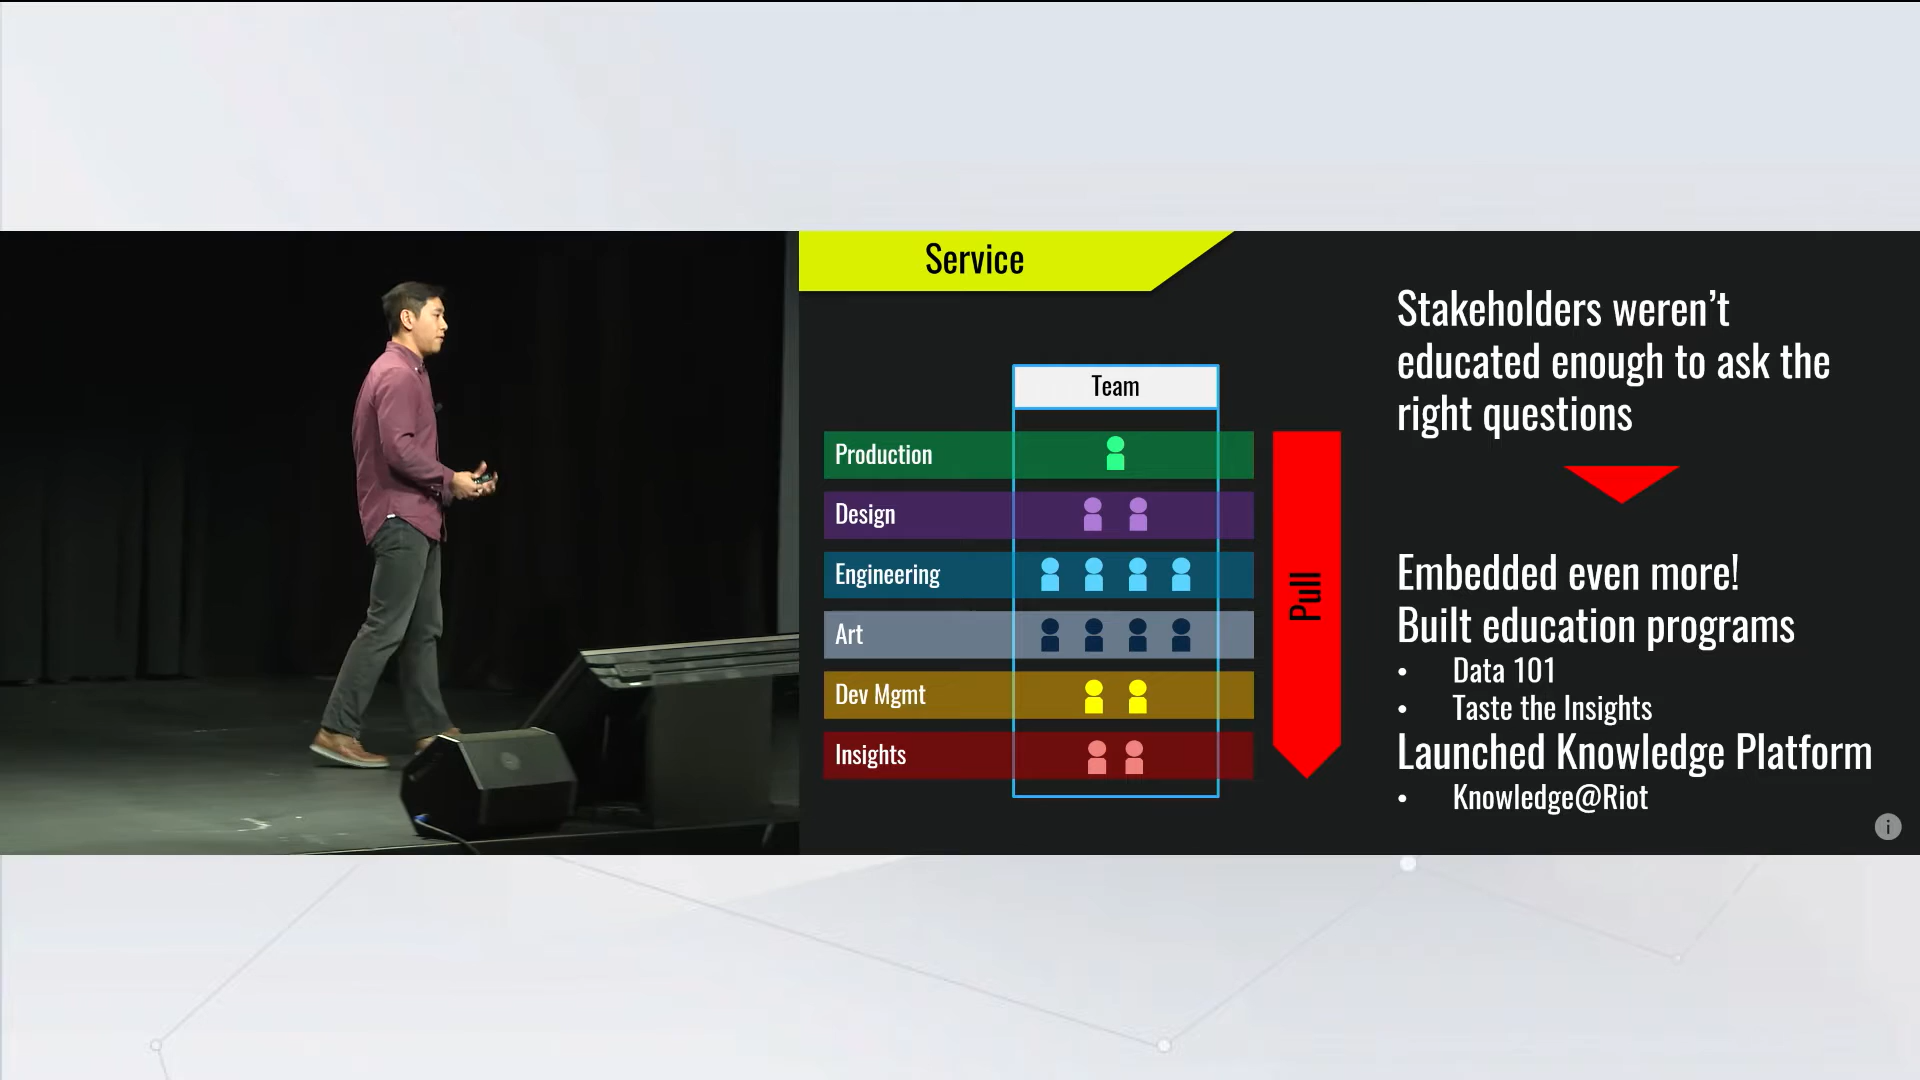 Service
Team
Production
Design
Engineering
Art
Dev Mgmt
Insights
Pull
Stakeholders weren’t
educated enough to ask the
right questions
Embedded even more!
Built education programs
• Data 101
• Taste the Insights
Launched Knowledge Platform
• Knowledge@Riot
i